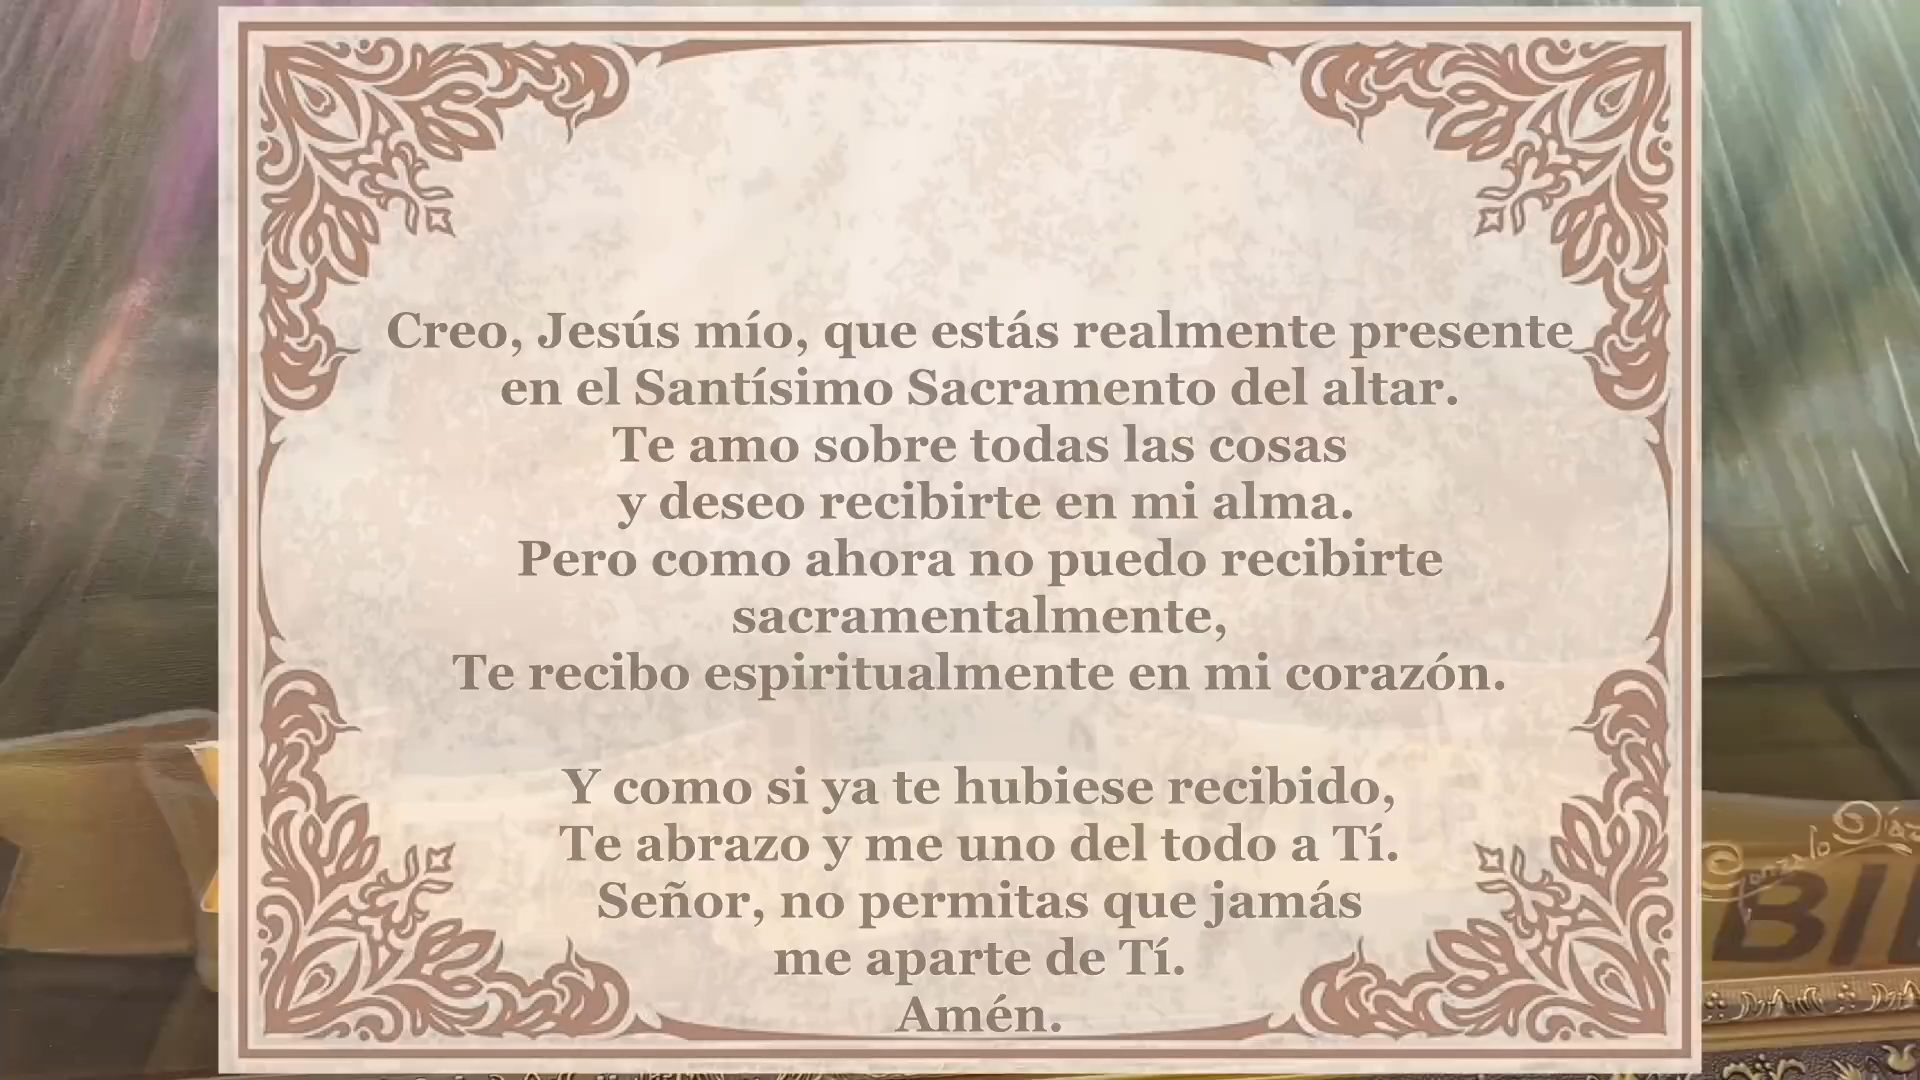 Creo, Jesús mío, que estás realmente presente
en el Santísimo Sacramento del altar.
Te amo sobre todas las cosas
y deseo recibirte en mi alma.
Pero como ahora no puedo recibirte
sacramentalmente,
Te recibo espiritualmente en mi corazón.
Y como si ya te hubiese recibido,
Te abrazo y me uno del todo a Tí.
Señor, no permitas que jamás
me aparte de Tí.
Amén.
Gonzalo Díaz